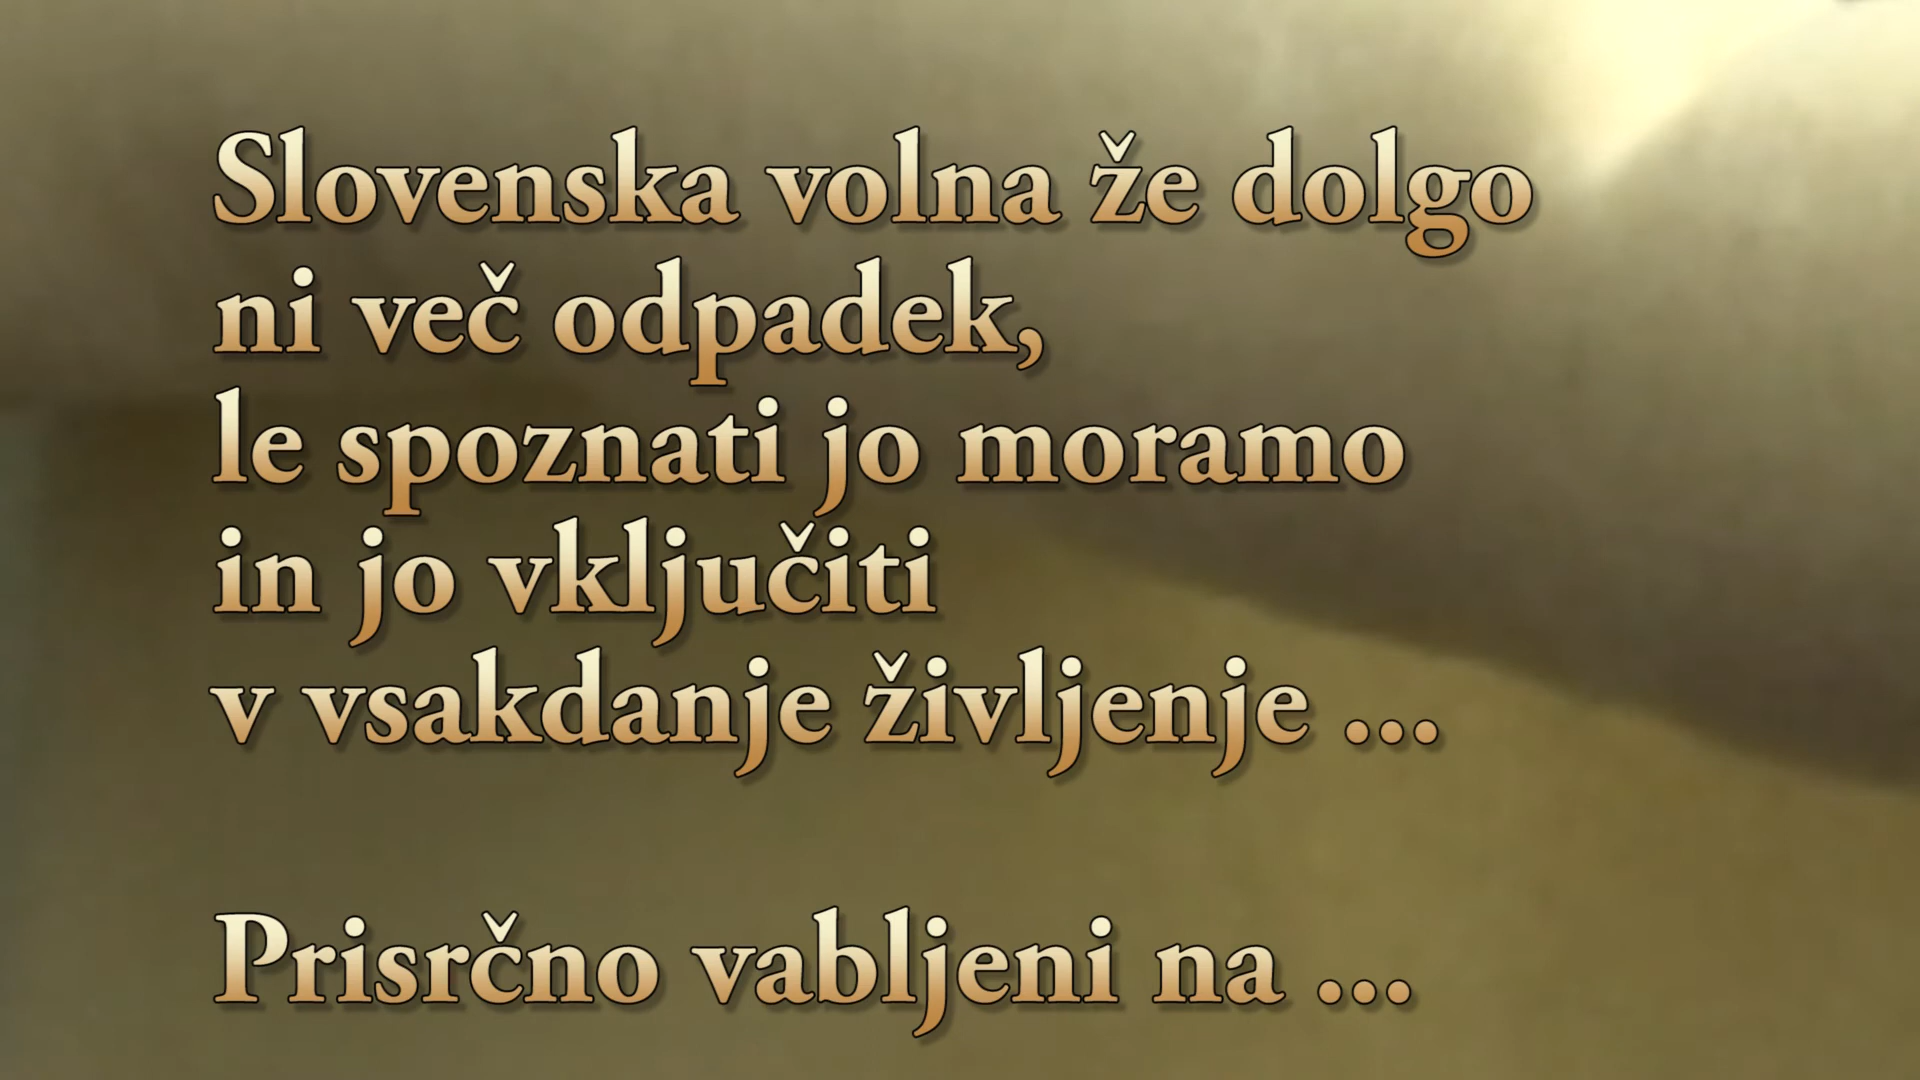 Slovenska volna že dolgo
ni več odpadek,
le spoznati jo moramo
in jo vključiti
v vsakdanje življenje ...
Prisrčno vabljeni na ...